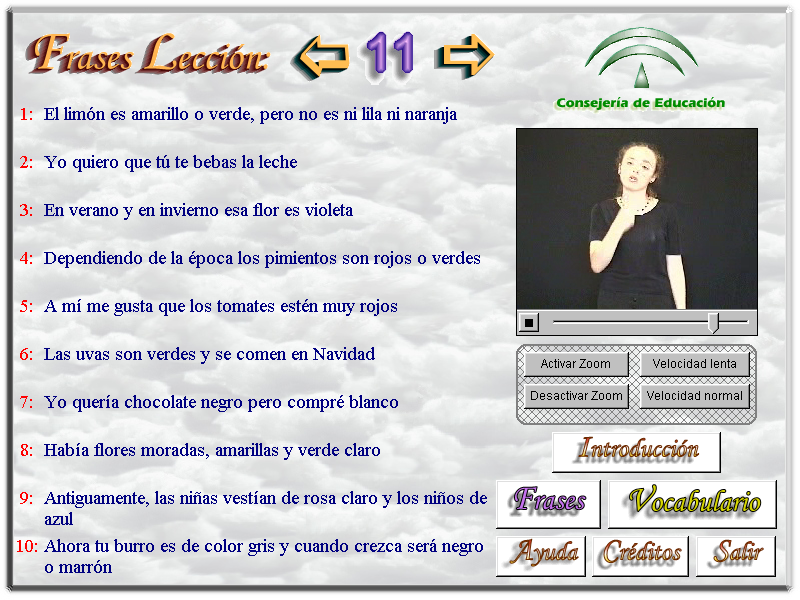 Frases Lección: 11
Consejería de Educación
1: El limón es amarillo o verde, pero no es ni lila ni naranja
2: Yo quiero que tú te bebas la leche
3: En verano y en invierno esa flor es violeta
4: Dependiendo de la época los pimientos son rojos o verdes
5: A mí me gusta que los tomates estén muy rojos
6: Las uvas son verdes y se comen en Navidad
7: Yo quería chocolate negro pero compré blanco
8: Había flores moradas, amarillas y verde claro
9: Antiguamente, las niñas vestían de rosa claro y los niños de
azul
10: Ahora tu burro es de color gris y cuando crezca será negro
o marrón
Activar Zoom Velocidad lenta
Desactivar Zoom Velocidad normal
Introducción
Frases Vocabulario
Ayuda Créditos Salir